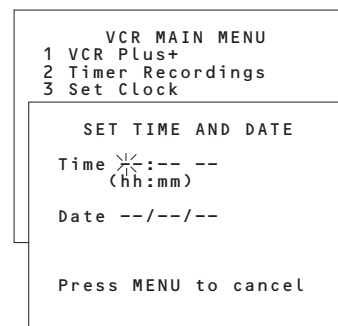 VCR MAIN MENU
1 VCR Plus+
2 Timer Recordings
3 Set Clock
SET TIME AND DATE
Time --:-- --
(hh:mm)
Date --/--/--
Press MENU to cancel